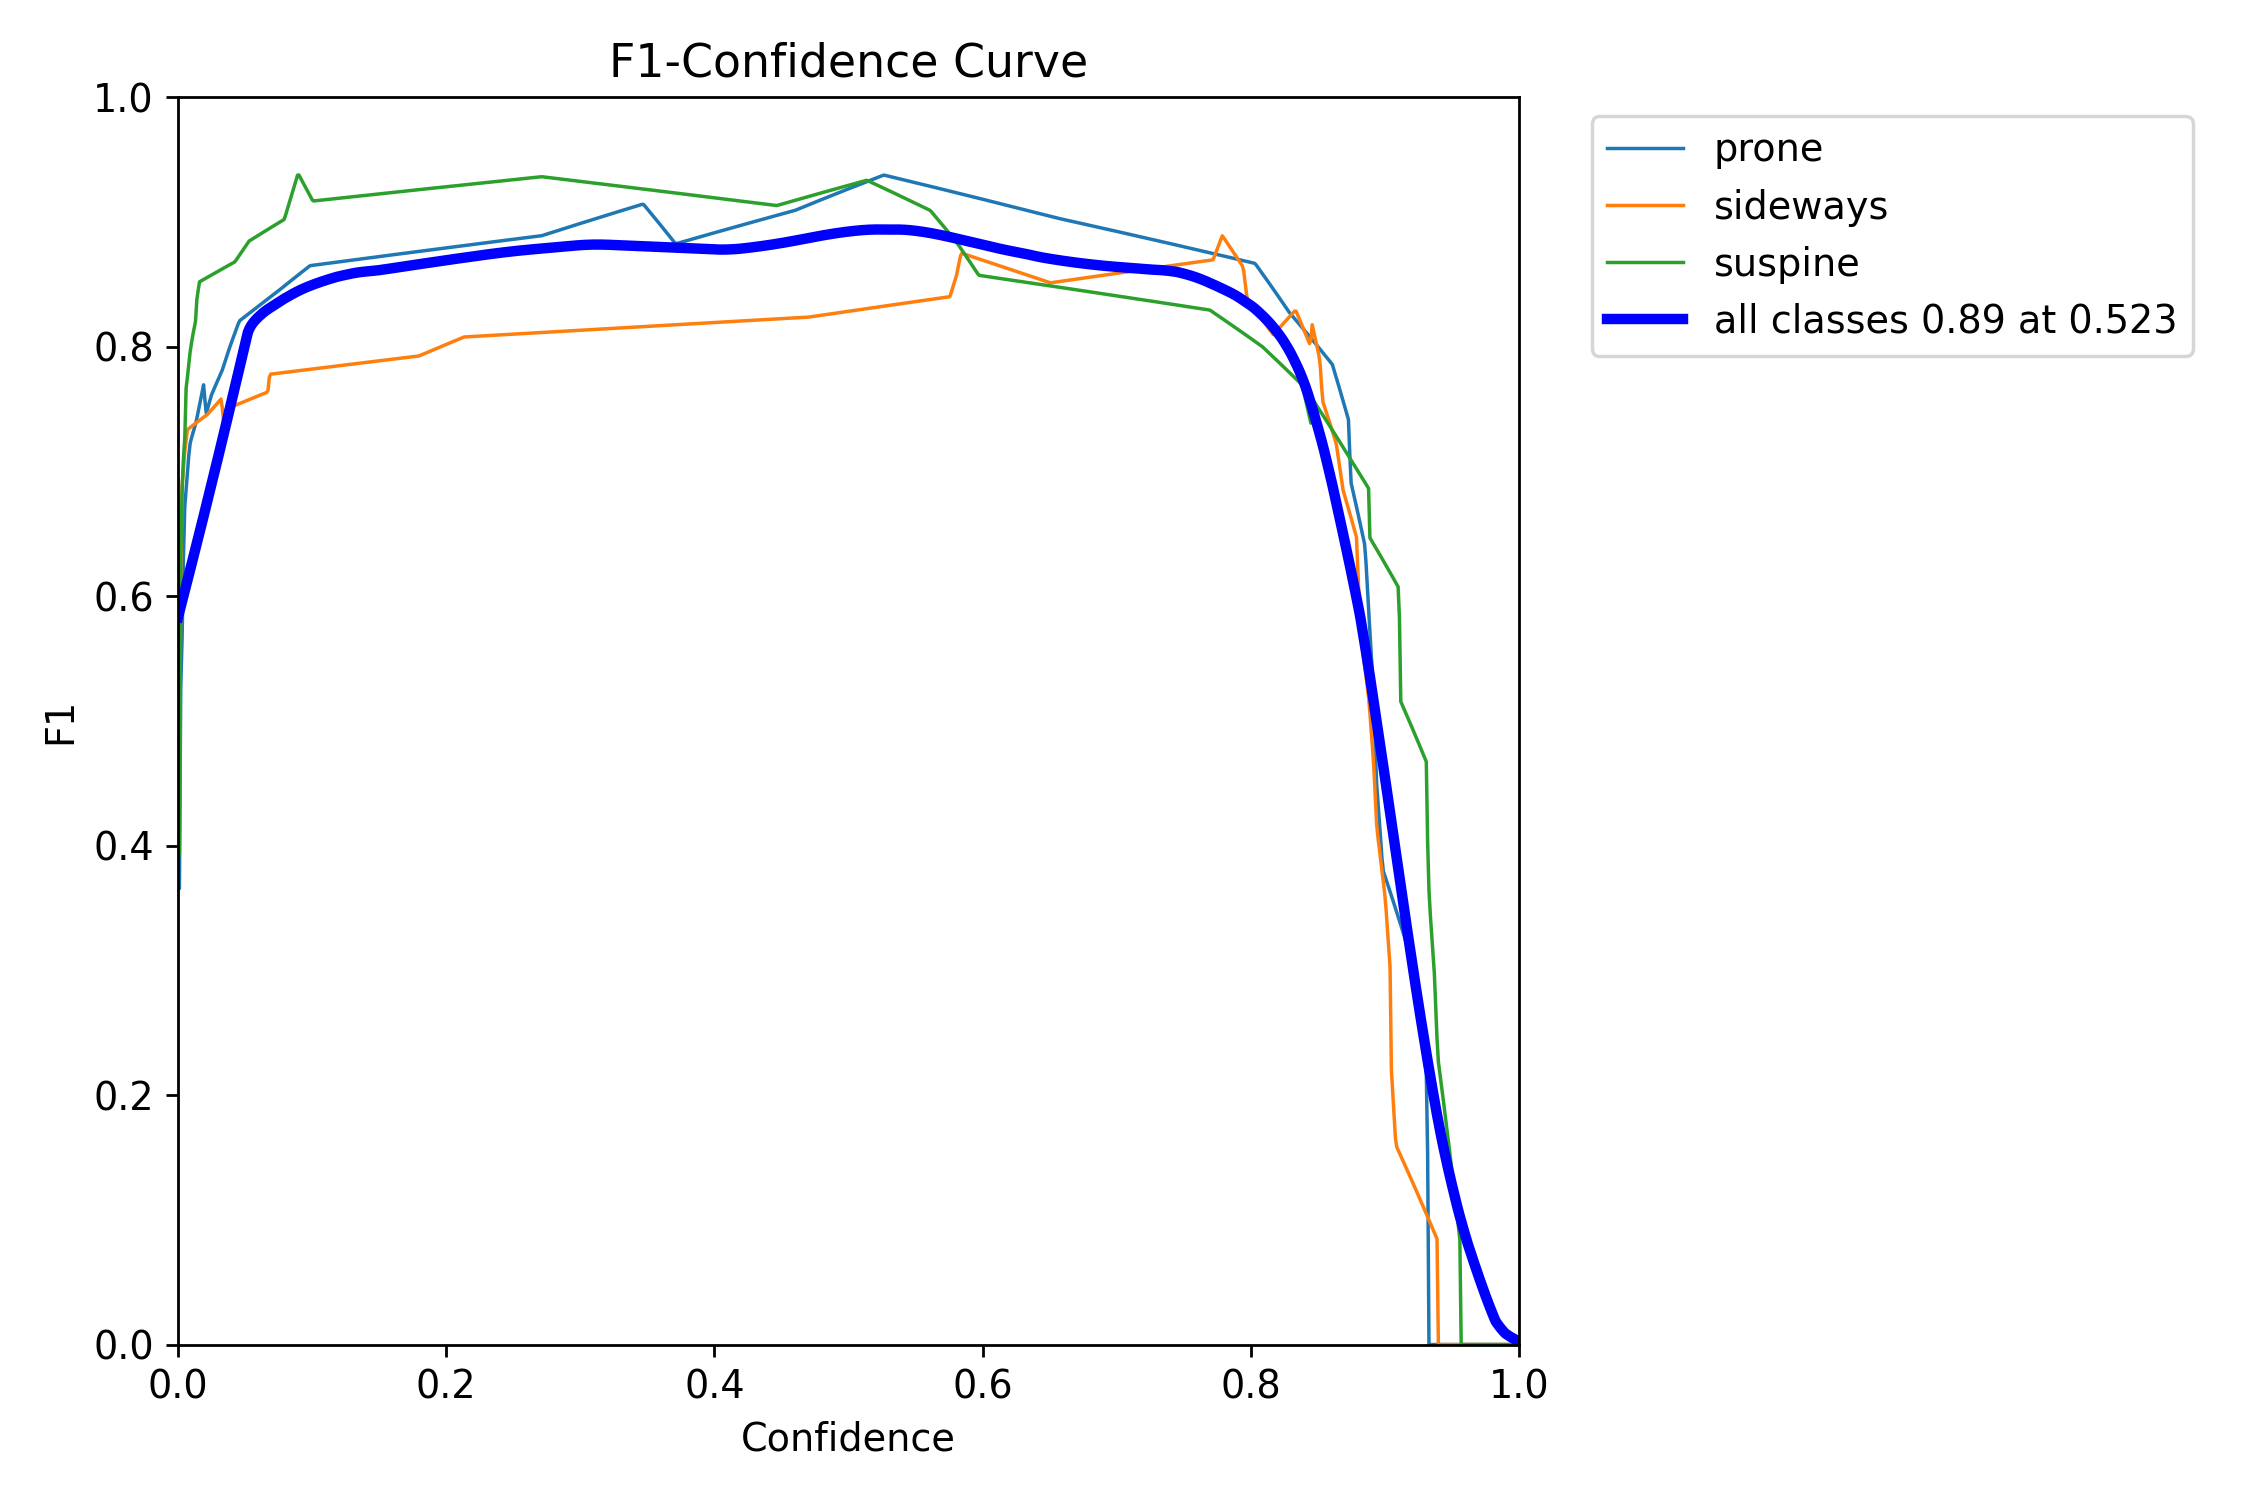 F1-Confidence Curve
1.0
0.8
0.6
0.4
0.2
0.0
F1
0.0 0.2 0.4 0.6 0.8 1.0
Confidence
prone
sideways
suspine
all classes 0.89 at 0.523